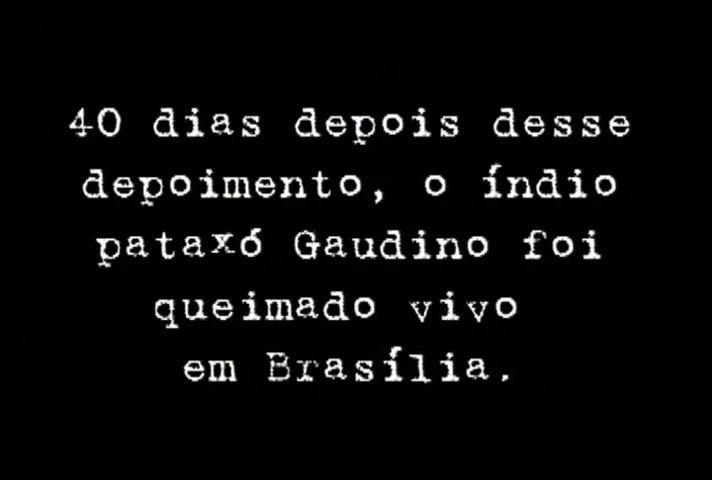 40 dias depois desse
depoimento, o índio
pataxó Gaudino foi
queimado vivo
em Brasília.